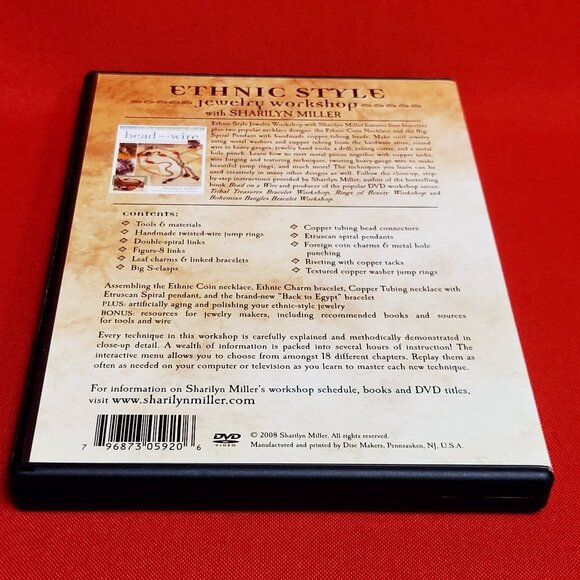 ETHNIC STYLE
Jewelry Workshop
with SHARILYN MILLER
bead on wire
Ethnic Style Jewelry Workshop with Sharilyn Miller features four bracelets
plus two popular necklace designs: the Ethnic Coin Necklace and the Big
Spiral Pendant with handmade copper tubing beads. Make cool jewelry
using metal washers and copper tubing from the hardware store, round
wire in heavy gauges, jewelry hand tools, a drill, tubing cutter, and a metal
hole punch. Learn how to rivet metal pieces together with copper tacks,
wire forging and texturing techniques, twisting heavy-gauge wire to make
beautiful jump rings, and much more! The techniques you learn can be
used creatively in many other designs as well. Follow the close-up, step-
by-step instructions provided by Sharilyn Miller, author of the bestselling
book Bead on a Wire and producer of the popular DVD workshop series:
Tribal Treasures Bracelet Workshop, Rings of Beauty Workshop and
Bohemian Bangles Bracelet Workshop.
contents:
Tools & materials
Handmade twisted-wire jump rings
Double-spiral links
Figure-8 links
Leaf charms & linked bracelets
Big S-clasps
Copper tubing bead connectors
Etruscan spiral pendants
Foreign coin charms & metal hole
punching
Riveting with copper tacks
Textured copper washer jump rings
Assembling the Ethnic Coin necklace, Ethnic Charm bracelet, Copper Tubing necklace with
Etruscan Spiral pendant, and the brand-new "Back to Egypt" bracelet
PLUS: artificially aging and polishing your ethnic-style jewelry
BONUS: resources for jewelry makers, including recommended books and sources
for tools and wire
Every technique in this workshop is carefully explained and methodically demonstrated in
close-up detail. A wealth of information is packed into several hours of instruction! The
interactive menu allows you to choose from amongst 18 different chapters. Replay them as
often as needed on your computer or television as you learn to master each new technique.
For information on Sharilyn Miller's workshop schedule, books and DVD titles,
visit www.sharilynmiller.com
7 96873 05920 6
DVD
VIDEO
© 2008 Sharilyn Miller. All rights reserved.
Manufactured and printed by Disc Makers, Pennsauken, NJ, U.S.A.